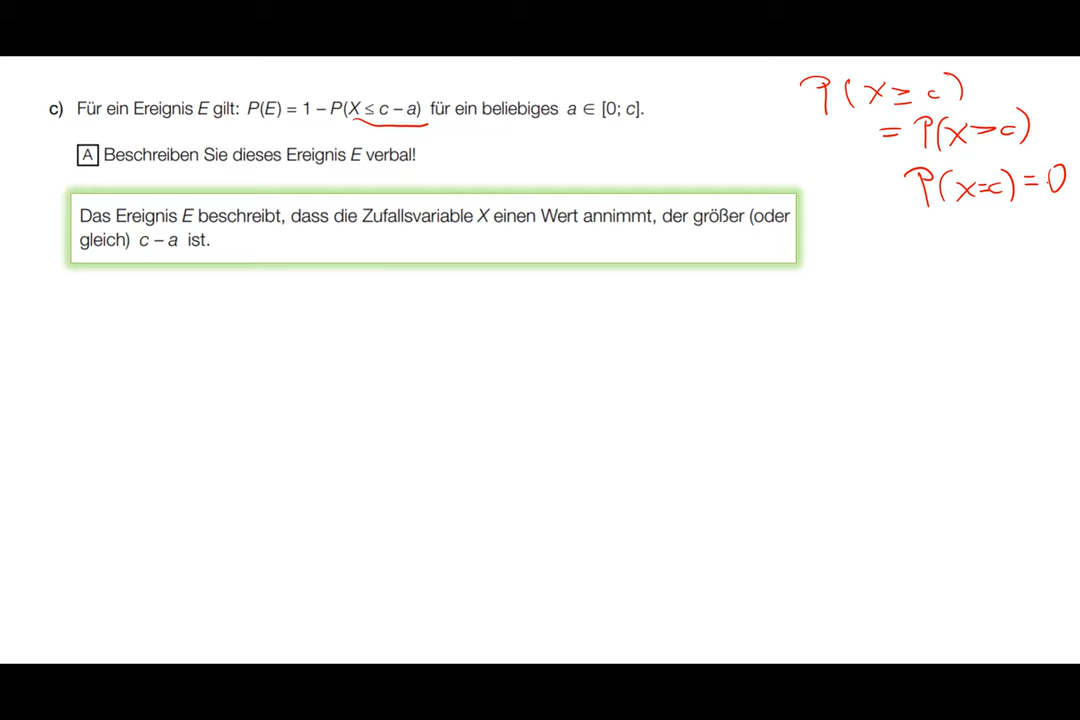 c) Für ein Ereignis E gilt: P(E) = 1 – P(X ≤ c – a) für ein beliebiges a ∈ [0; c].
A Beschreiben Sie dieses Ereignis E verbal!
Das Ereignis E beschreibt, dass die Zufallsvariable X einen Wert annimmt, der größer (oder
gleich) c – a ist.
P(X ≥ c)
= P(X > c)
P(X=c) = 0